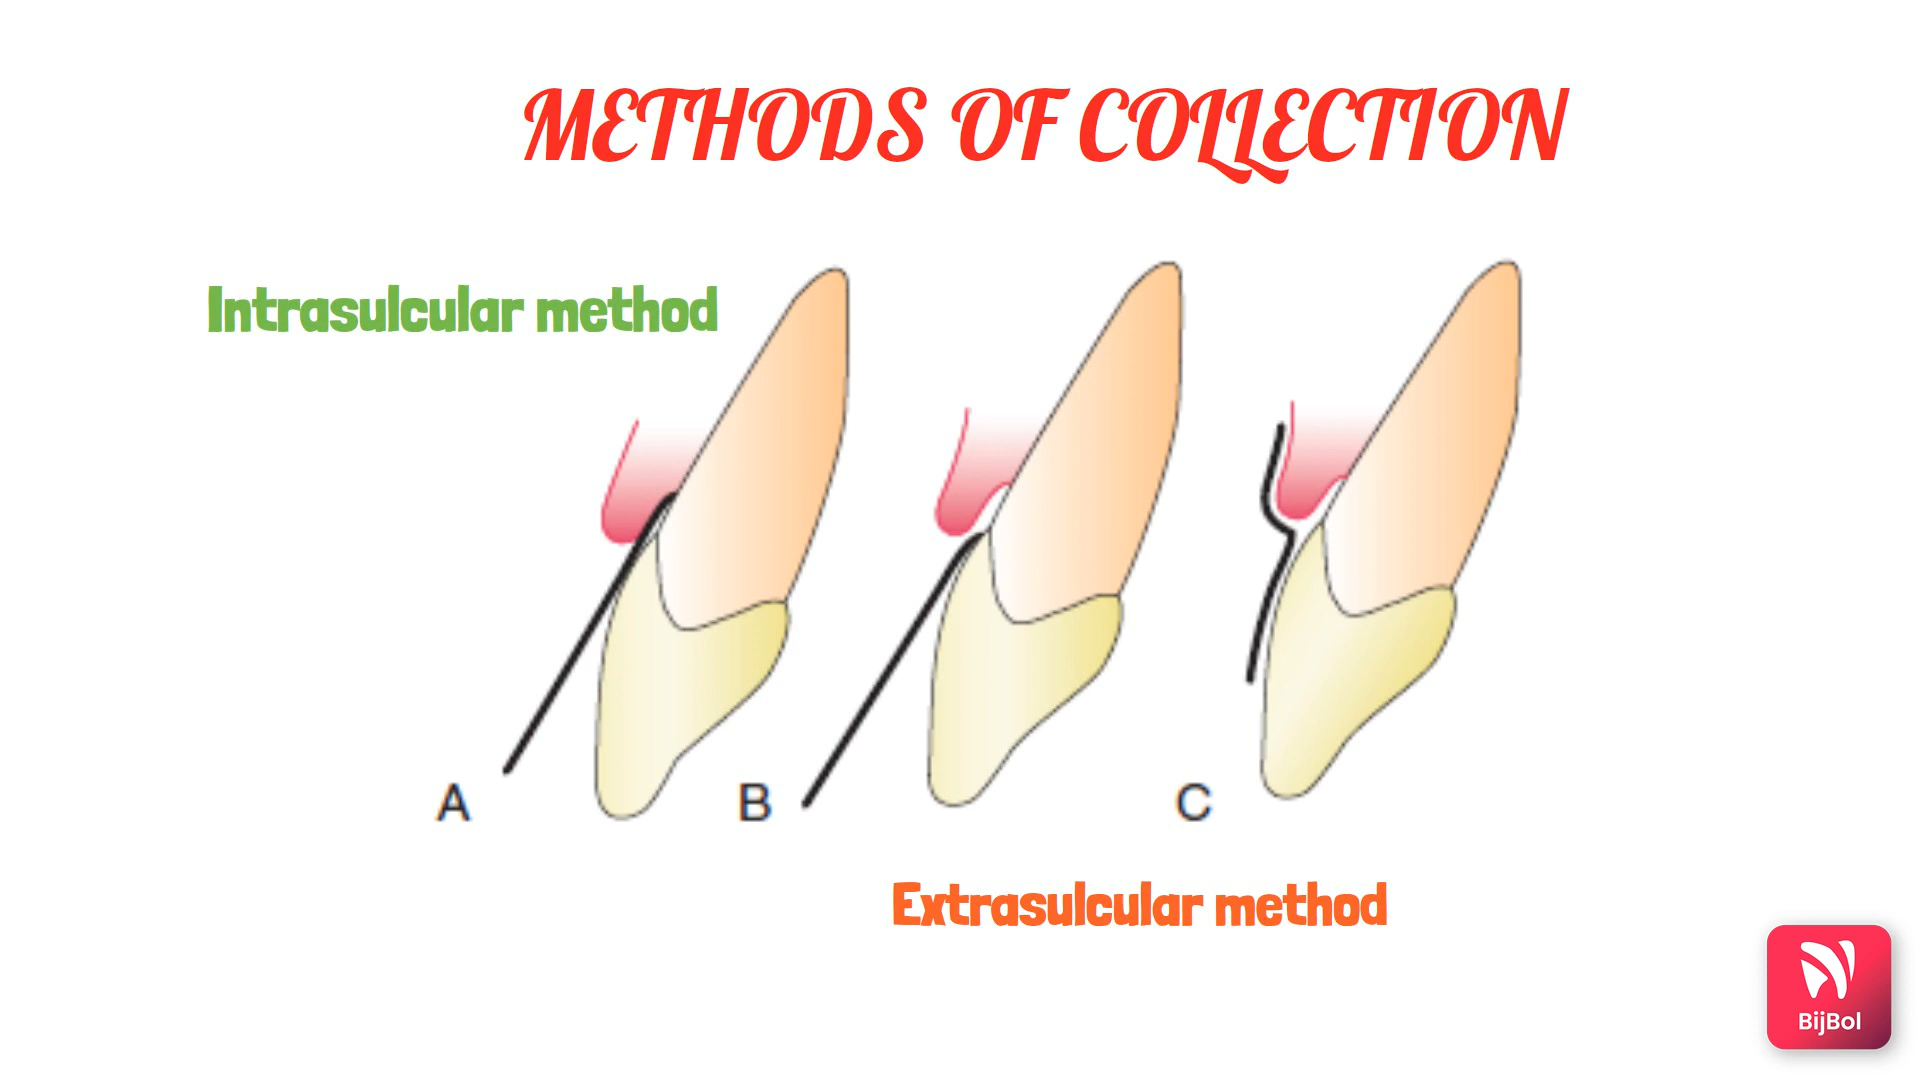 METHODS OF COLLECTION
Intrasulcular method
A
B
C
Extrasulcular method
BijBol